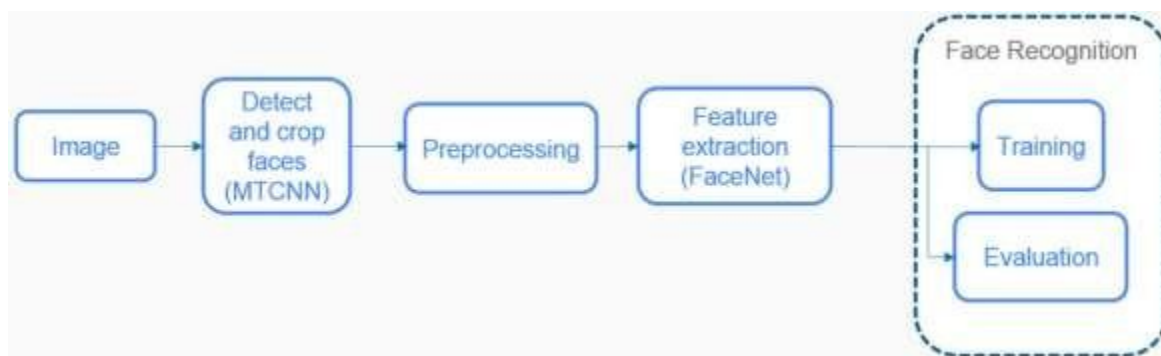 Image
Detect
and crop
faces
(MTCNN)
Preprocessing
Feature
extraction
(FaceNet)
Face Recognition
Training
Evaluation